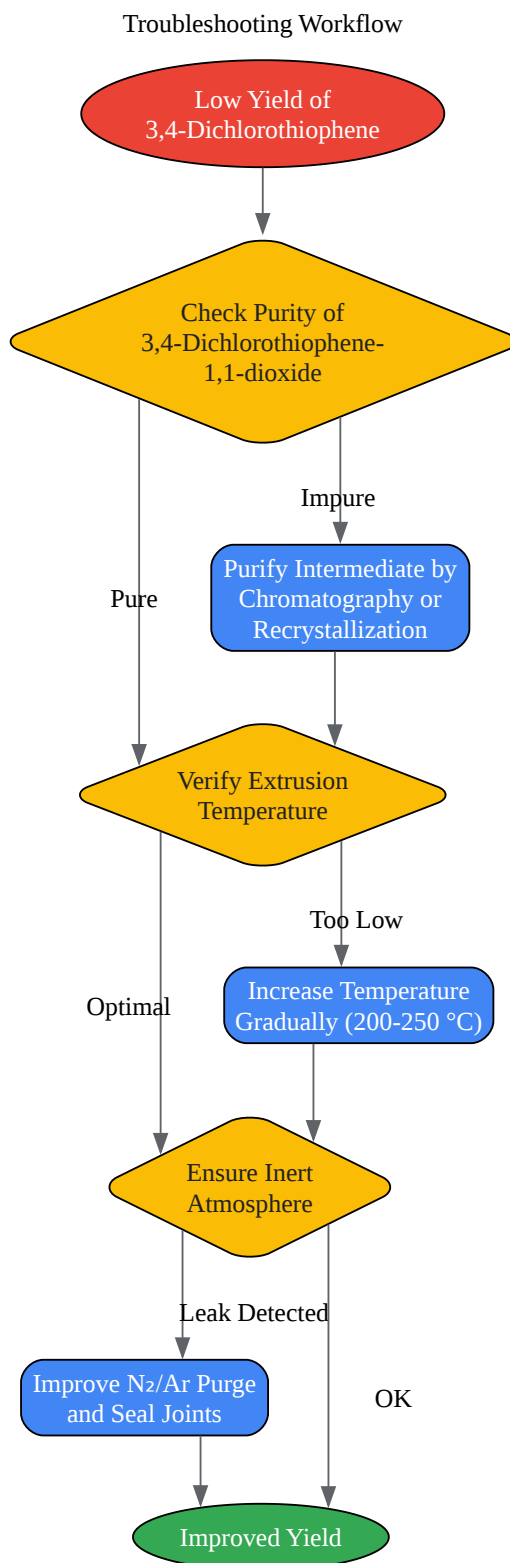 Troubleshooting Workflow
Low Yield of
3,4-Dichlorothiophene
Check Purity of
3,4-Dichlorothiophene-
1,1-dioxide
Impure
Pure
Purify Intermediate by
Chromatography or
Recrystallization
Verify Extrusion
Temperature
Too Low
Optimal
Increase Temperature
Gradually (200-250 °C)
Ensure Inert
Atmosphere
Leak Detected
OK
Improve N₂/Ar Purge
and Seal Joints
Improved Yield